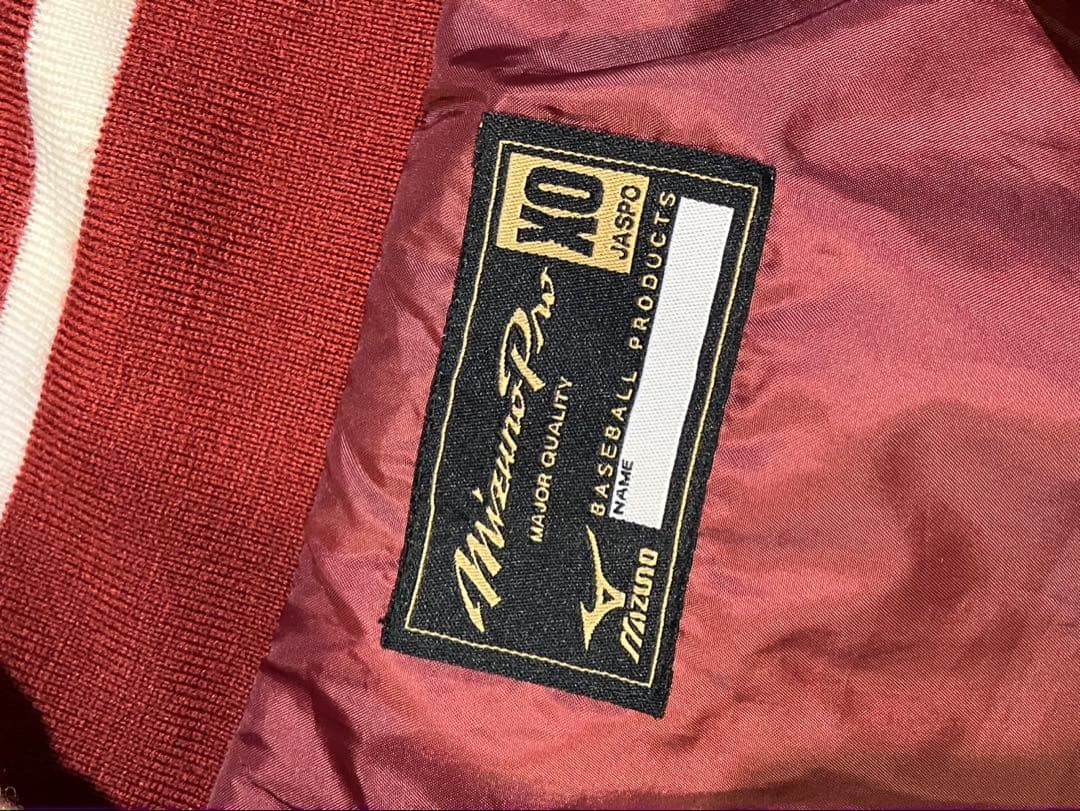 Mizuno Pro
XO
JASPO
MAJOR QUALITY
BASEBALL PRODUCTS
MIZUNO
NAME